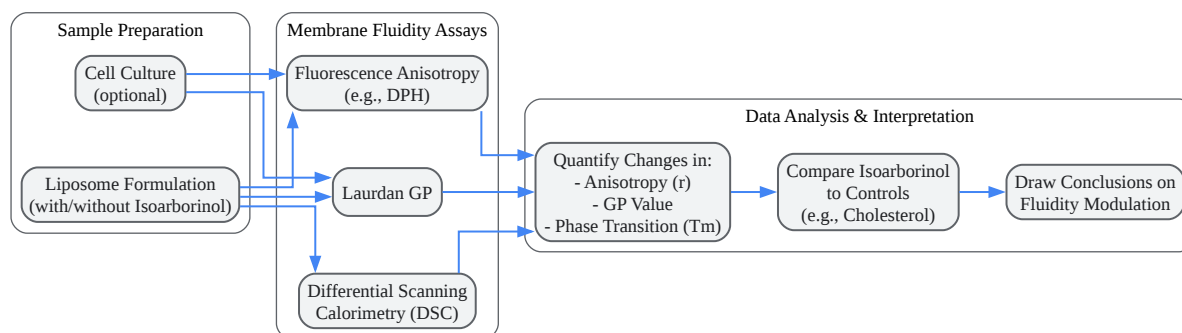 Sample Preparation
Cell Culture
(optional)
Liposome Formulation
(with/without Isoarborinol)
Membrane Fluidity Assays
Fluorescence Anisotropy
(e.g., DPH)
Laurdan GP
Differential Scanning
Calorimetry (DSC)
Data Analysis & Interpretation
Quantify Changes in:
- Anisotropy (r)
- GP Value
- Phase Transition (Tm)
Compare Isoarborinol
to Controls
(e.g., Cholesterol)
Draw Conclusions on
Fluidity Modulation